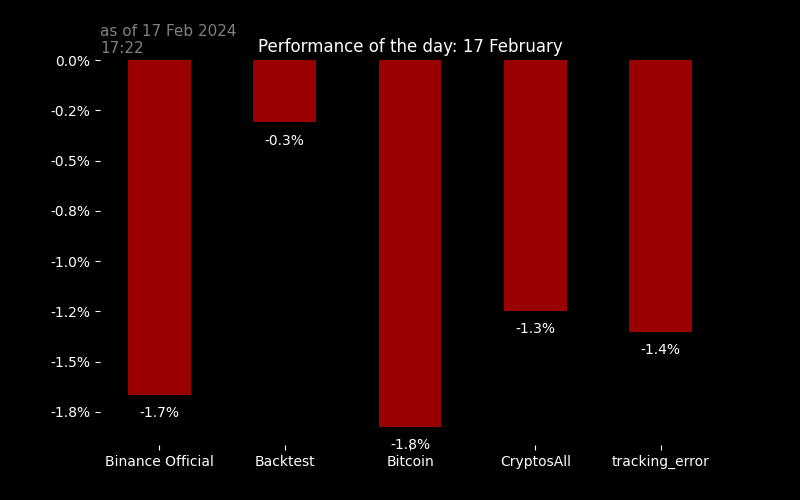 as of 17 Feb 2024
17:22
Performance of the day: 17 February
0.0%
-0.2%
-0.5%
-0.8%
-1.0%
-1.2%
-1.5%
-1.8%
-1.7%
-0.3%
-1.8%
-1.3%
-1.4%
Binance Official
Backtest
Bitcoin
CryptosAll
tracking_error